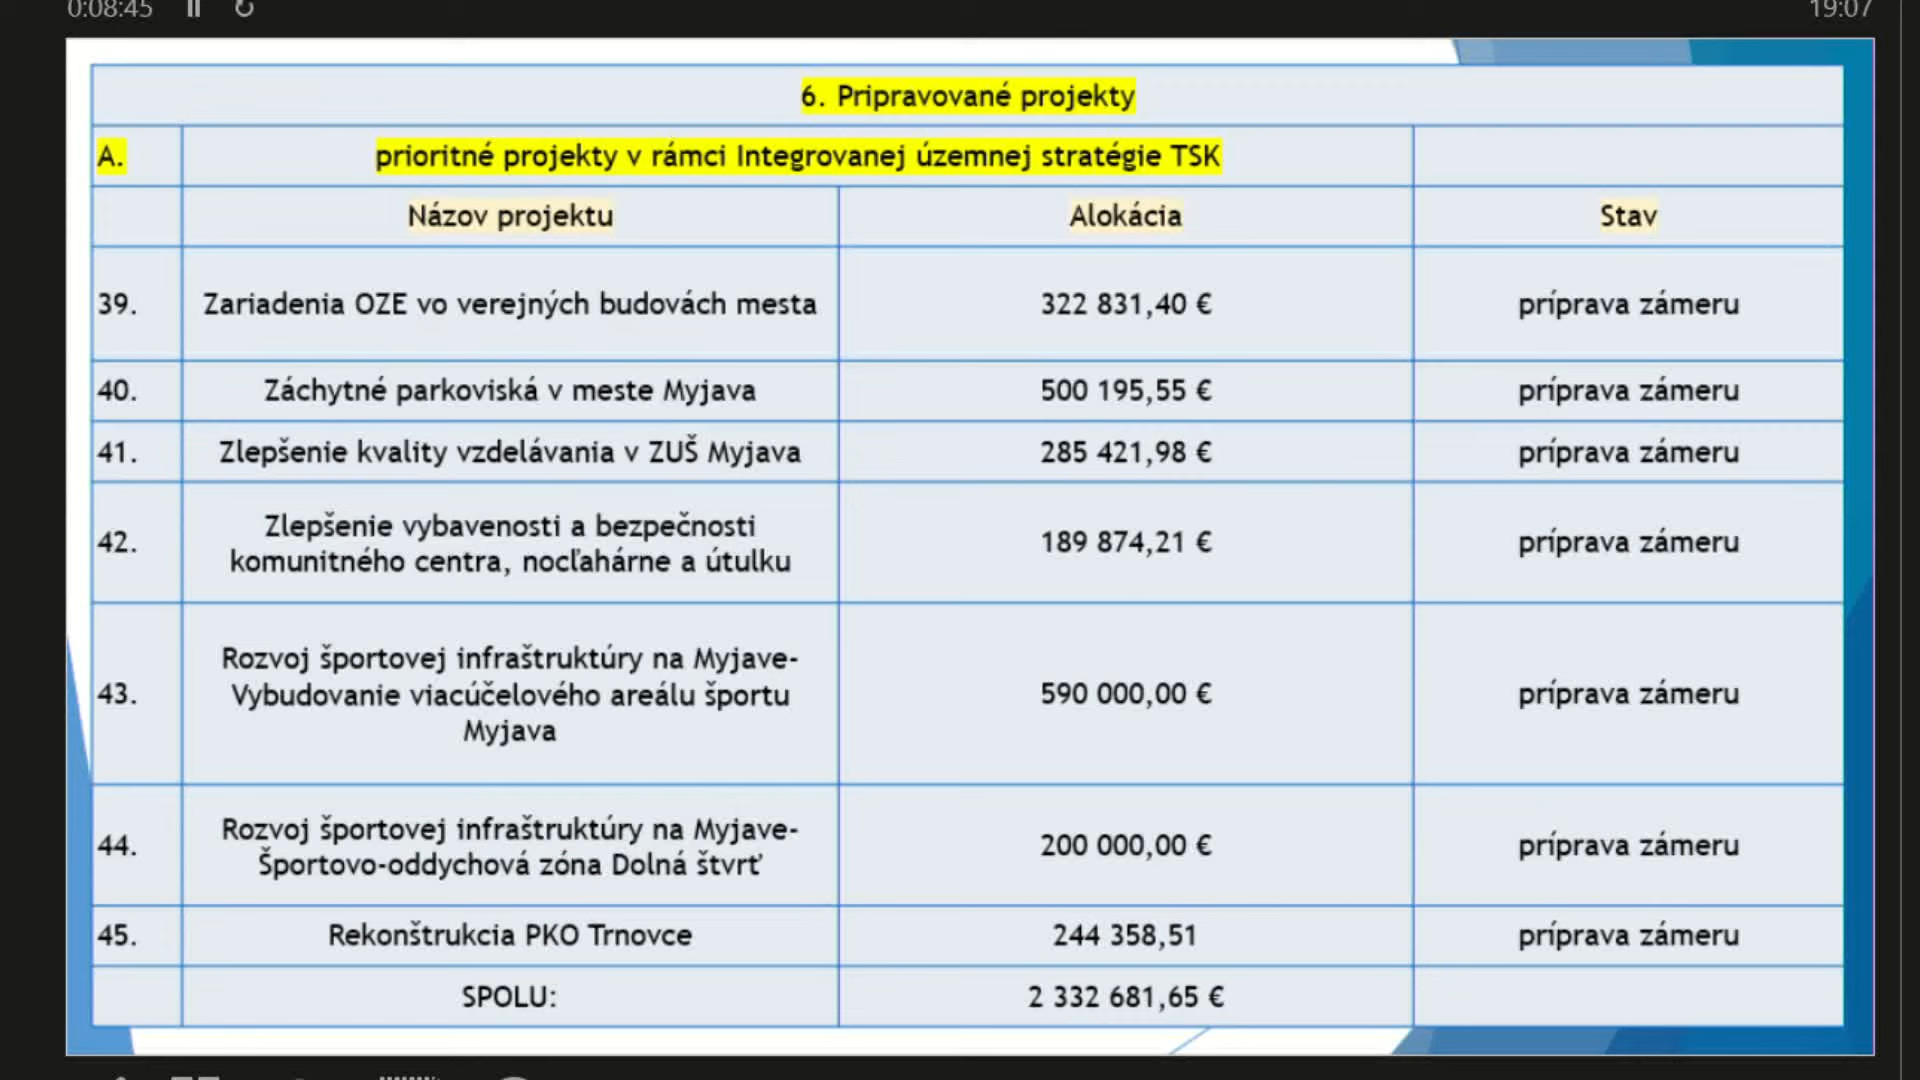 0:08:45
19:07
6. Pripravované projekty
A. prioritné projekty v rámci Integrovanej územnej stratégie TSK
Názov projektu Alokácia Stav
39. Zariadenia OZE vo verejných budovách mesta 322 831,40 € príprava zámeru
40. Záchytné parkoviská v meste Myjava 500 195,55 € príprava zámeru
41. Zlepšenie kvality vzdelávania v ZUŠ Myjava 285 421,98 € príprava zámeru
42. Zlepšenie vybavenosti a bezpečnosti
komunitného centra, nocľahárne a útulku 189 874,21 € príprava zámeru
43. Rozvoj športovej infraštruktúry na Myjave-
Vybudovanie viacúčelového areálu športu
Myjava 590 000,00 € príprava zámeru
44. Rozvoj športovej infraštruktúry na Myjave-
Športovo-oddychová zóna Dolná štvrť 200 000,00 € príprava zámeru
45. Rekonštrukcia PKO Trnovce 244 358,51 príprava zámeru
SPOLU: 2 332 681,65 €